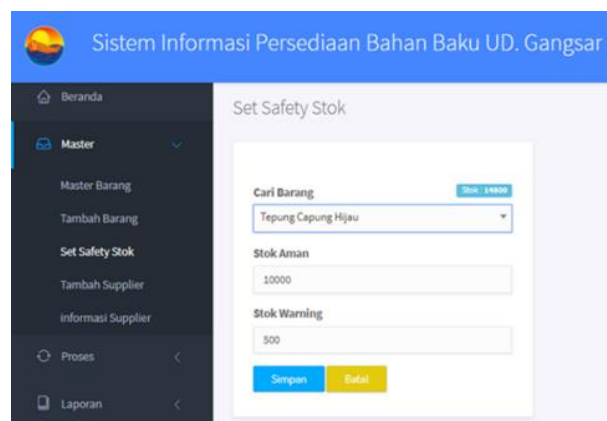 Sistem Informasi Persediaan Bahan Baku UD. Gangsar
Beranda
Master
Master Barang
Tambah Barang
Set Safety Stok
Tambah Supplier
informasi Supplier
Proses
Laporan
Set Safety Stok
Cari Barang
Stok : 14800
Tepung Capung Hijau
Stok Aman
10000
Stok Warning
500
Simpan
Batal